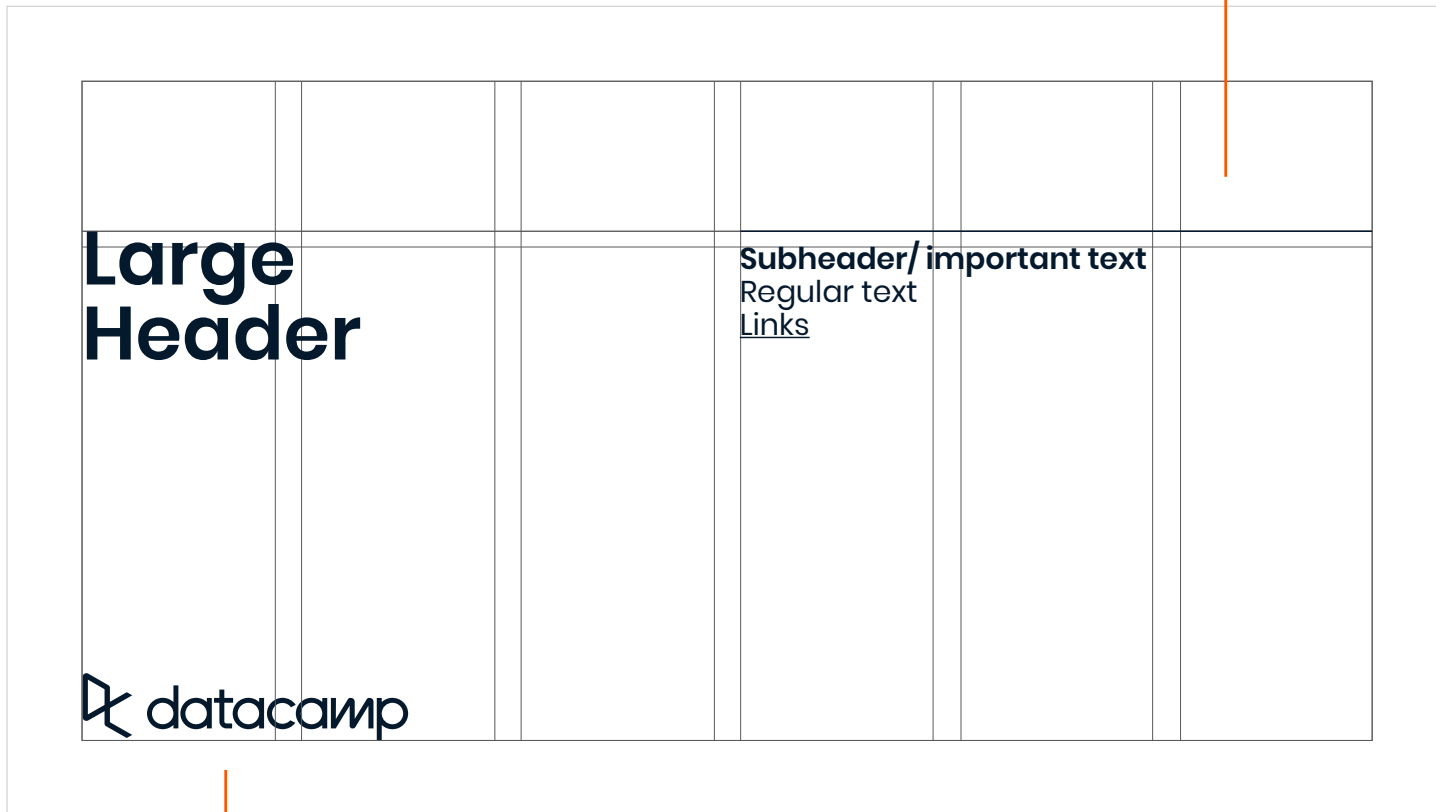 Large
Header
Subheader/ important text
Regular text
Links
datacamp